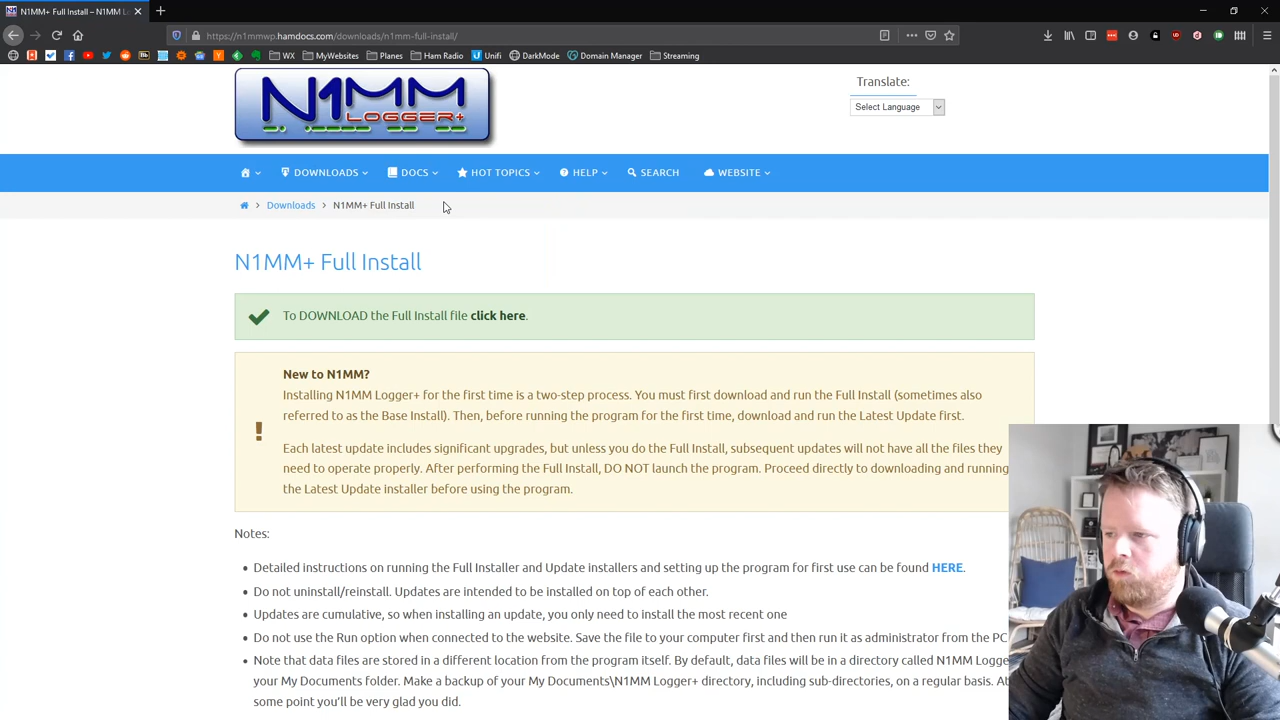 N1MM+ Full Install – N1MM Lo
https://n1mmwp.hamdocs.com/downloads/n1mm-full-install/
WX
MyWebsites
Planes
Ham Radio
Unifi
DarkMode
Domain Manager
Streaming
N1MM
LOGGER+
Translate:
Select Language
DOWNLOADS
DOCS
HOT TOPICS
HELP
SEARCH
WEBSITE
Downloads > N1MM+ Full Install
N1MM+ Full Install
To DOWNLOAD the Full Install file click here.
New to N1MM?
Installing N1MM Logger+ for the first time is a two-step process. You must first download and run the Full Install (sometimes also
referred to as the Base Install). Then, before running the program for the first time, download and run the Latest Update first.
Each latest update includes significant upgrades, but unless you do the Full Install, subsequent updates will not have all the files they
need to operate properly. After performing the Full Install, DO NOT launch the program. Proceed directly to downloading and running
the Latest Update installer before using the program.
Notes:
Detailed instructions on running the Full Installer and Update installers and setting up the program for first use can be found HERE.
Do not uninstall/reinstall. Updates are intended to be installed on top of each other.
Updates are cumulative, so when installing an update, you only need to install the most recent one
Do not use the Run option when connected to the website. Save the file to your computer first and then run it as administrator from the PC
Note that data files are stored in a different location from the program itself. By default, data files will be in a directory called N1MM Logge
your My Documents folder. Make a backup of your My Documents\N1MM Logger+ directory, including sub-directories, on a regular basis. At
some point you'll be very glad you did.